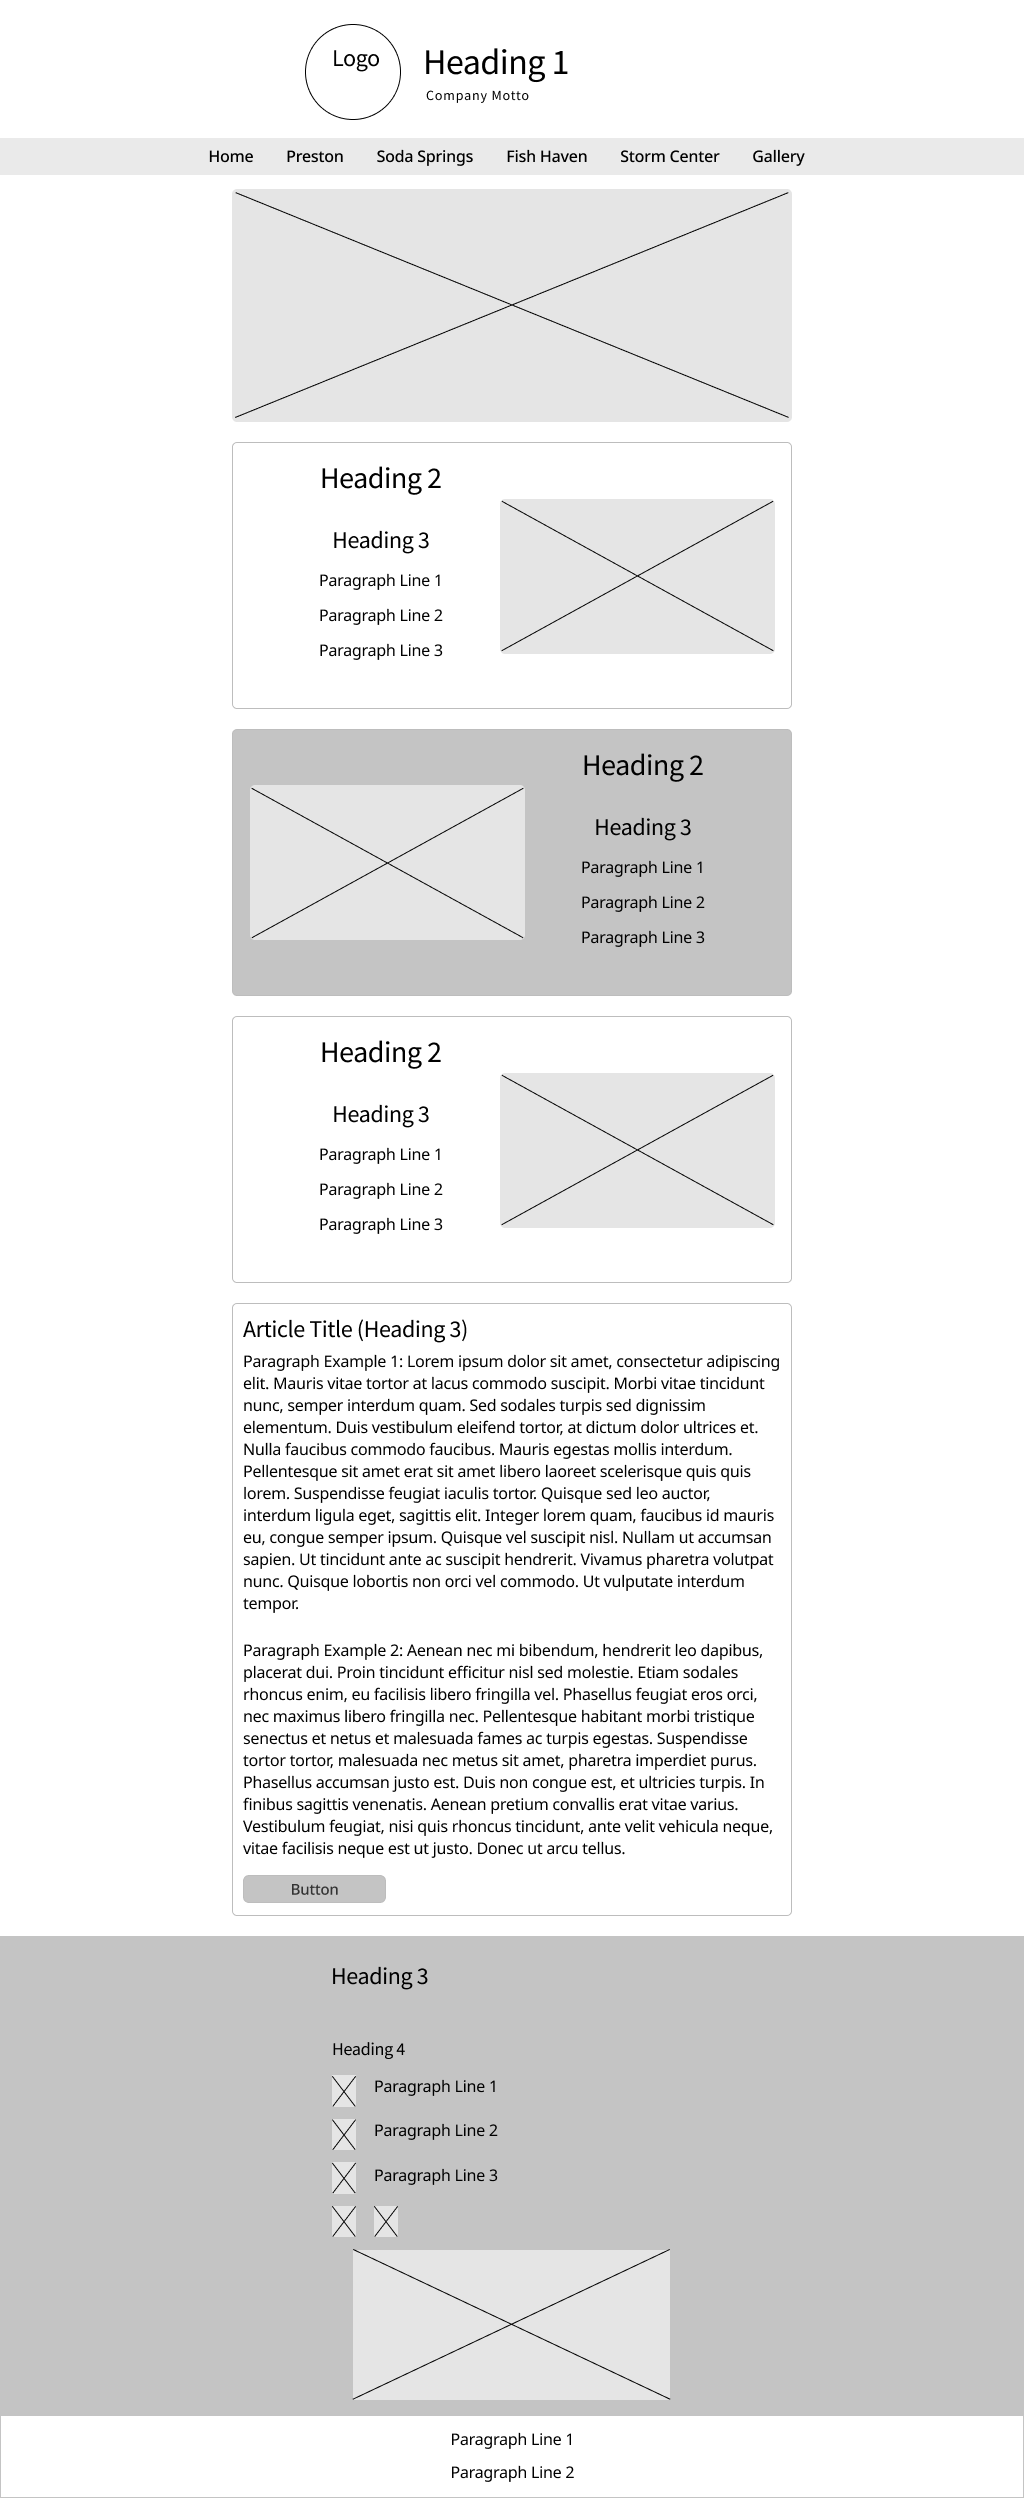 Logo
Heading 1
Company Motto
Home Preston Soda Springs Fish Haven Storm Center Gallery
Heading 2
Heading 3
Paragraph Line 1
Paragraph Line 2
Paragraph Line 3
Heading 2
Heading 3
Paragraph Line 1
Paragraph Line 2
Paragraph Line 3
Heading 2
Heading 3
Paragraph Line 1
Paragraph Line 2
Paragraph Line 3
Article Title (Heading 3)
Paragraph Example 1: Lorem ipsum dolor sit amet, consectetur adipiscing
elit. Mauris vitae tortor at lacus commodo suscipit. Morbi vitae tincidunt
nunc, semper interdum quam. Sed sodales turpis sed dignissim
elementum. Duis vestibulum eleifend tortor, at dictum dolor ultrices et.
Nulla faucibus commodo faucibus. Mauris egestas mollis interdum.
Pellentesque sit amet erat sit amet libero laoreet scelerisque quis quis
lorem. Suspendisse feugiat iaculis tortor. Quisque sed leo auctor,
interdum ligula eget, sagittis elit. Integer lorem quam, faucibus id mauris
eu, congue semper ipsum. Quisque vel suscipit nisl. Nullam ut accumsan
sapien. Ut tincidunt ante ac suscipit hendrerit. Vivamus pharetra volutpat
nunc. Quisque lobortis non orci vel commodo. Ut vulputate interdum
tempor.
Paragraph Example 2: Aenean nec mi bibendum, hendrerit leo dapibus,
placerat dui. Proin tincidunt efficitur nisl sed molestie. Etiam sodales
rhoncus enim, eu facilisis libero fringilla vel. Phasellus feugiat eros orci,
nec maximus libero fringilla nec. Pellentesque habitant morbi tristique
senectus et netus et malesuada fames ac turpis egestas. Suspendisse
tortor tortor, malesuada nec metus sit amet, pharetra imperdiet purus.
Phasellus accumsan justo est. Duis non congue est, et ultricies turpis. In
finibus sagittis venenatis. Aenean pretium convallis erat vitae varius.
Vestibulum feugiat, nisi quis rhoncus tincidunt, ante velit vehicula neque,
vitae facilisis neque est ut justo. Donec ut arcu tellus.
Button
Heading 3
Heading 4
Paragraph Line 1
Paragraph Line 2
Paragraph Line 3
Paragraph Line 1
Paragraph Line 2